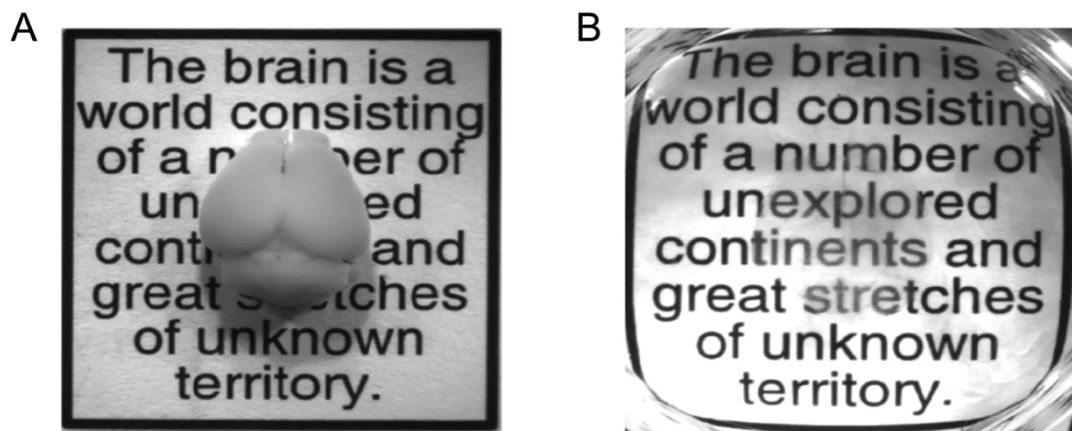 A
The brain is a
world consisting
of a of
and
great
of unknown
territory.
B
The brain is a
world consisting
of a number of
unexplored
continents and
great stretches
of unknown
territory.